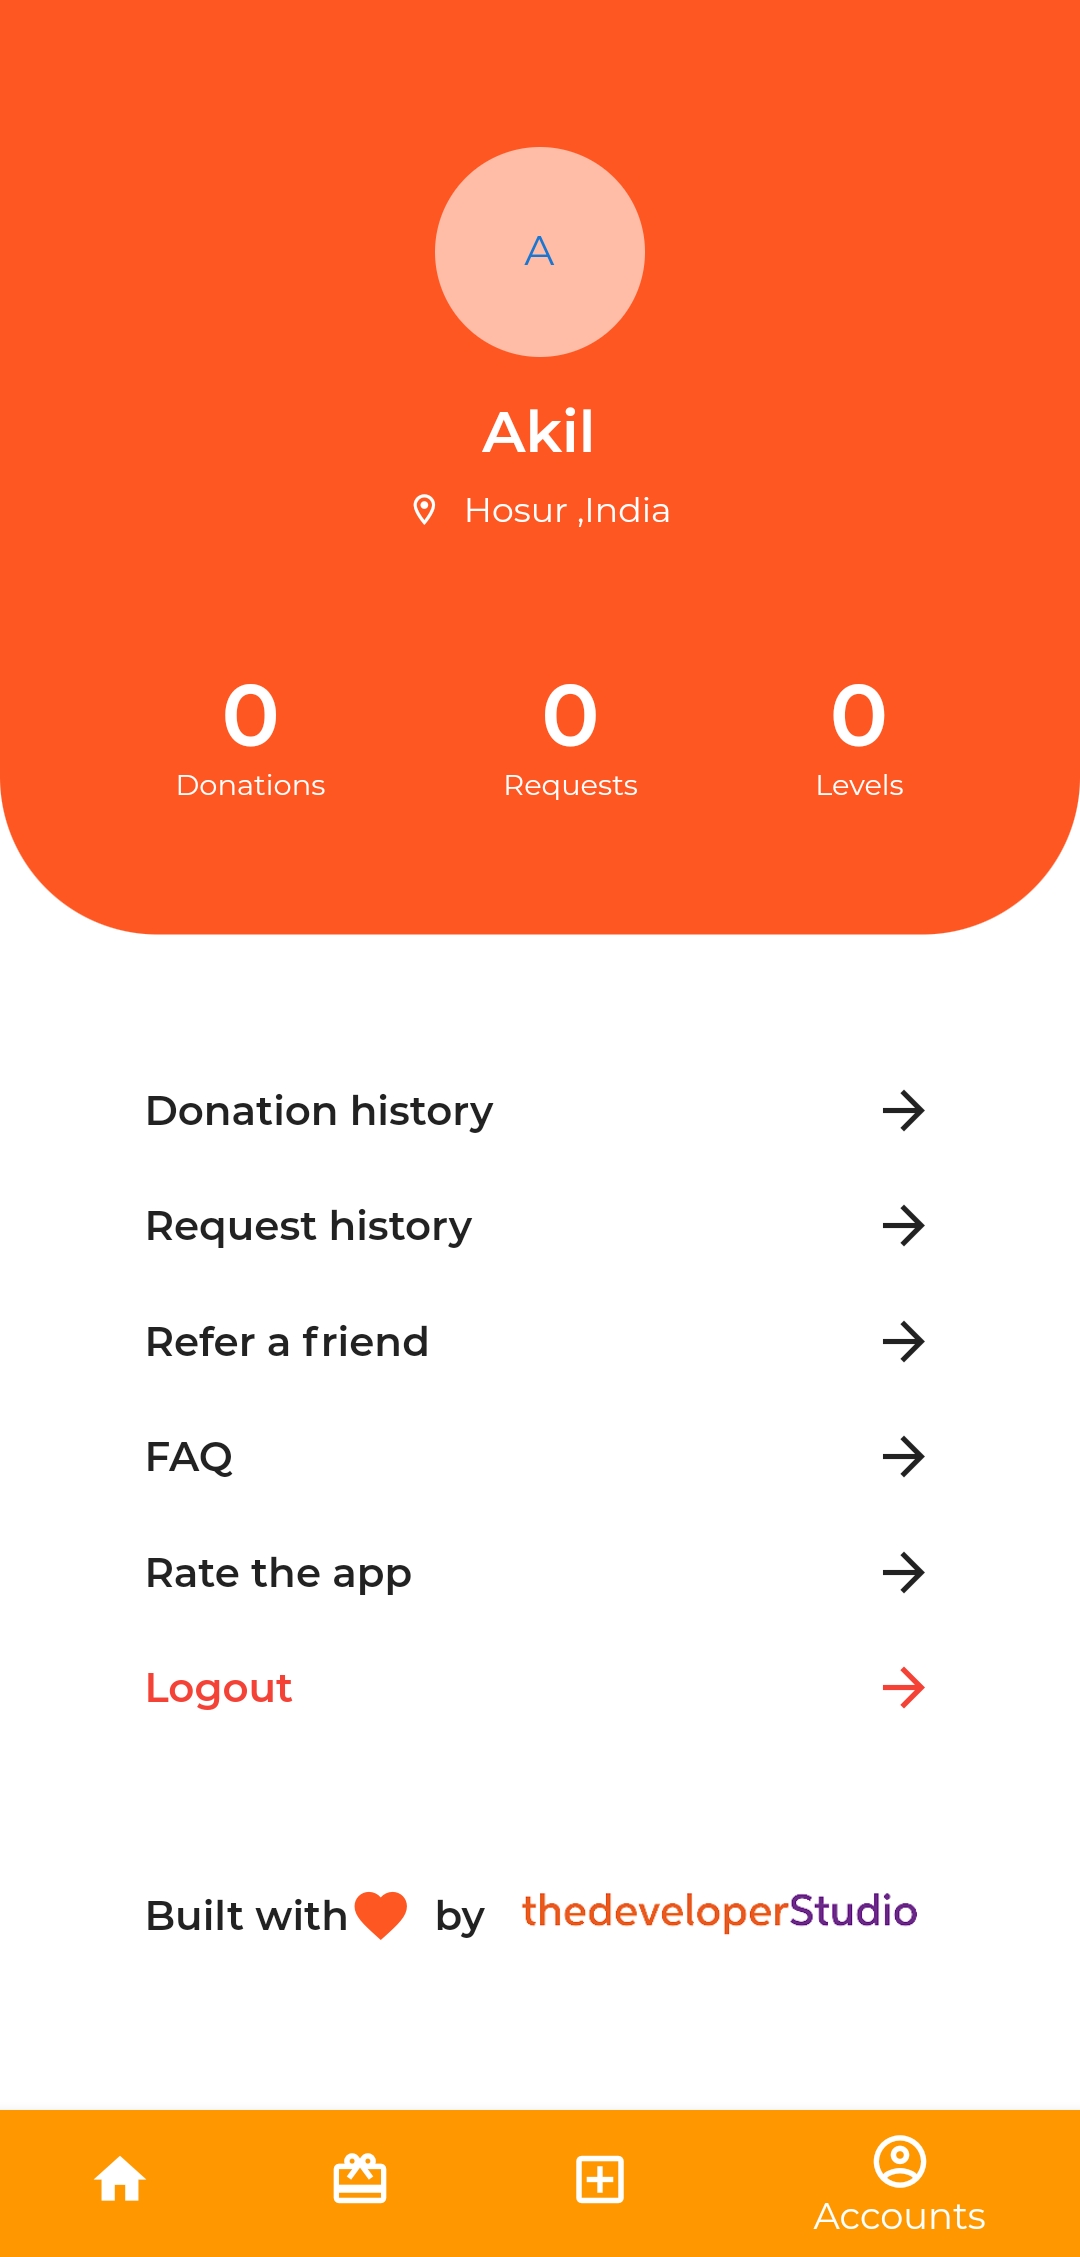 A
Akil
Hosur ,India
0 0 0
Donations Requests Levels
Donation history
Request history
Refer a friend
FAQ
Rate the app
Logout
Built with by thedeveloperStudio
Accounts